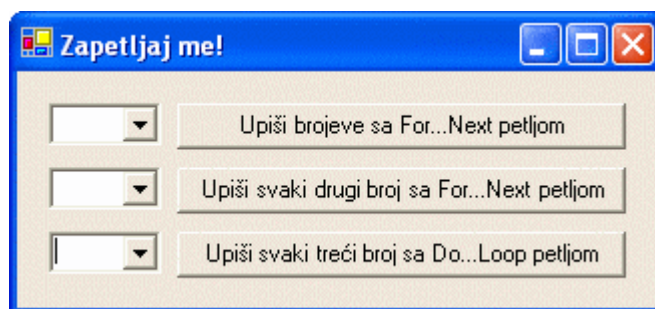 Zapetljaj me!
Upiši brojeve sa For...Next petljom
Upiši svaki drugi broj sa For...Next petljom
Upiši svaki treći broj sa Do...Loop petljom